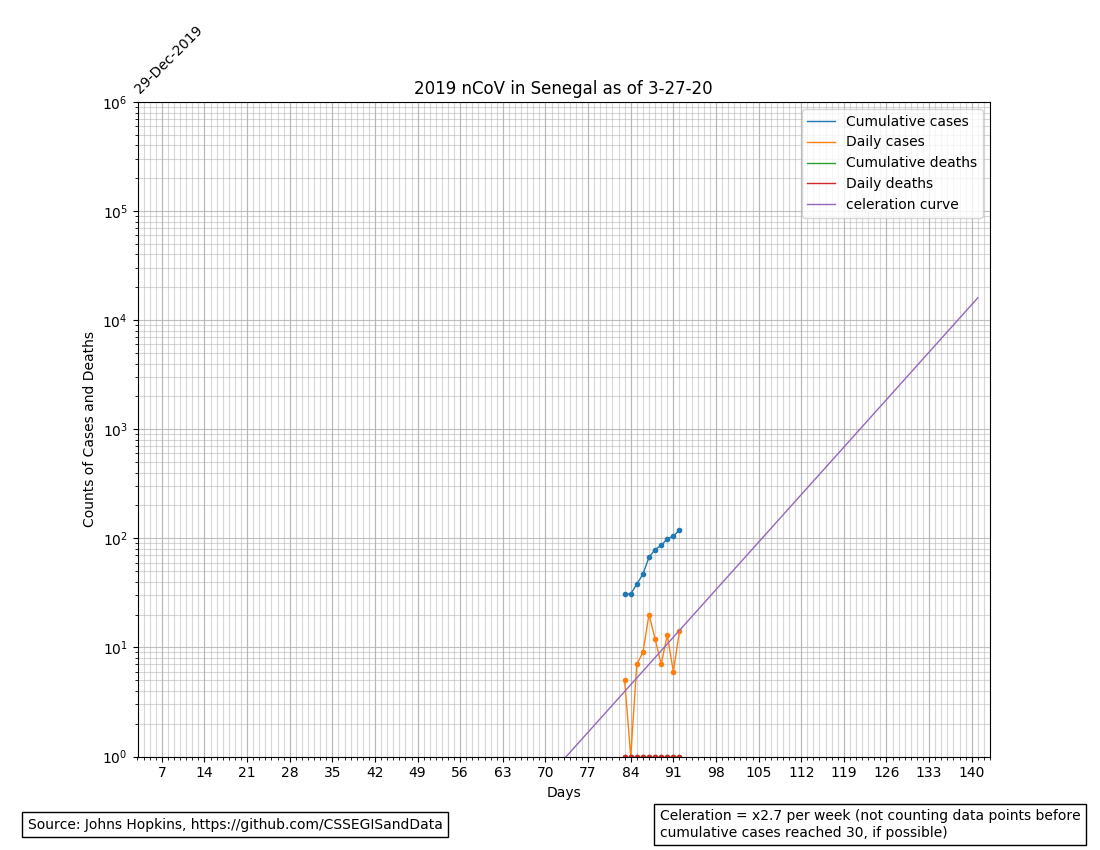 29-Dec-2019
2019 nCoV in Senegal as of 3-27-20
Cumulative cases
Daily cases
Cumulative deaths
Daily deaths
celeration curve
Counts of Cases and Deaths
10^6
10^5
10^4
10^3
10^2
10^1
10^0
7 14 21 28 35 42 49 56 63 70 77 84 91 98 105 112 119 126 133 140
Days
Source: Johns Hopkins, https://github.com/CSSEGISandData
Celeration = x2.7 per week (not counting data points before
cumulative cases reached 30, if possible)